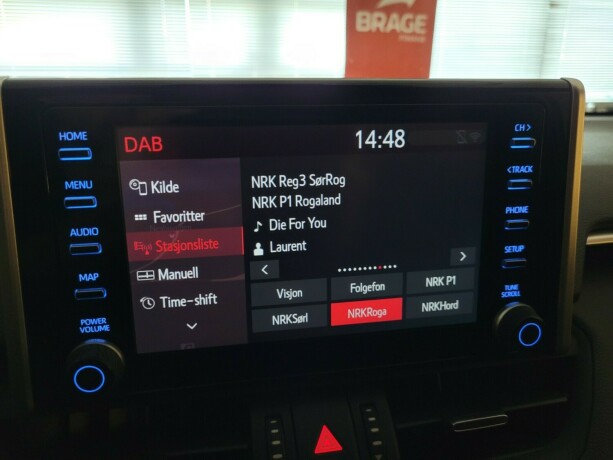 BRAGE
HOME
MENU
AUDIO
MAP
POWER
VOLUME
DAB
14:48
Kilde
Favoritter
Stasjonsliste
Manuell
Time-shift
NRK Reg3 SørRog
NRK P1 Rogaland
Die For You
Laurent
Visjon
Folgefon
NRK P1
NRKSørl
NRKRoga
NRKHord
CH >
< TRACK
PHONE
SETUP
TUNE
SCROLL